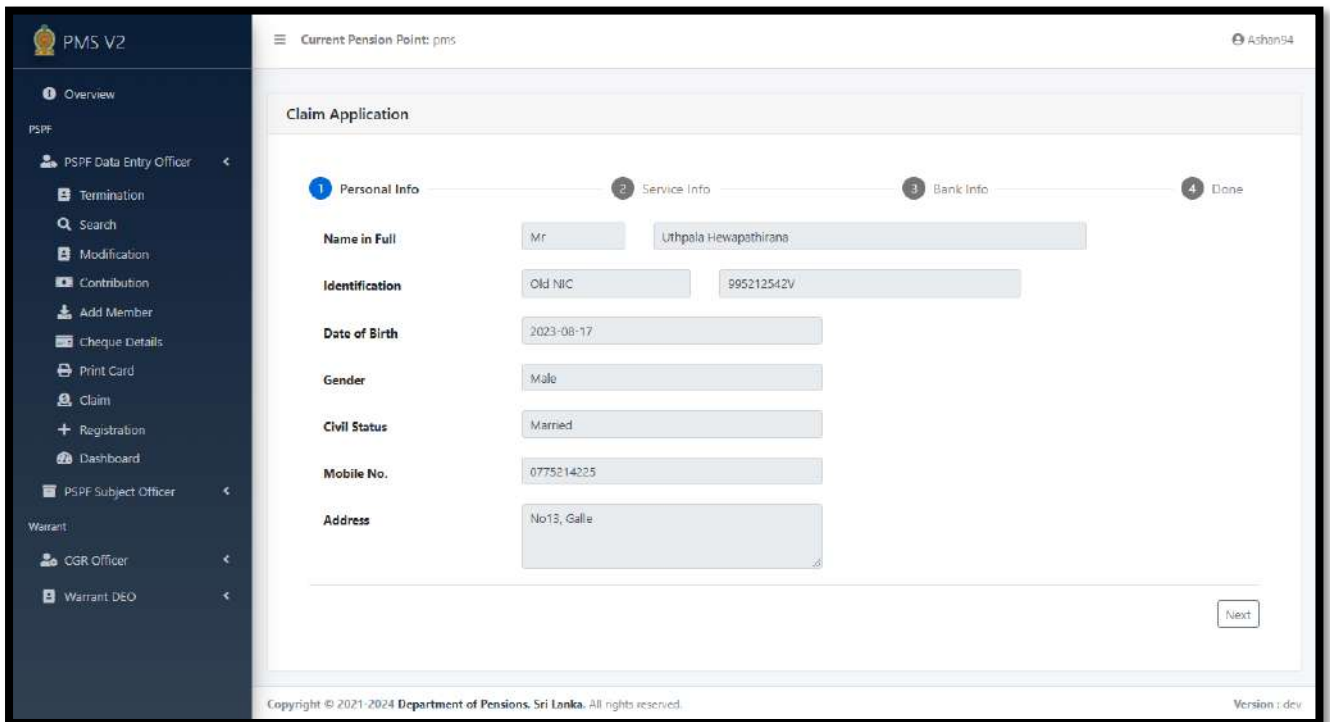 PMS V2
Current Pension Point: pms
Ashan94
Overview
PSPF
PSPF Data Entry Officer
Termination
Search
Modification
Contribution
Add Member
Cheque Details
Print Card
Claim
Registration
Dashboard
PSPF Subject Officer
Warrant
CGR Officer
Warrant DEO
Claim Application
1 Personal Info 2 Service Info 3 Bank Info 4 Done
Name in Full Mr Uthpala Hewapathirana
Identification Old NIC 995212542V
Date of Birth 2023-08-17
Gender Male
Civil Status Married
Mobile No. 0775214225
Address No13, Galle
Next
Copyright © 2021-2024 Department of Pensions. Sri Lanka. All rights reserved. Version : dev